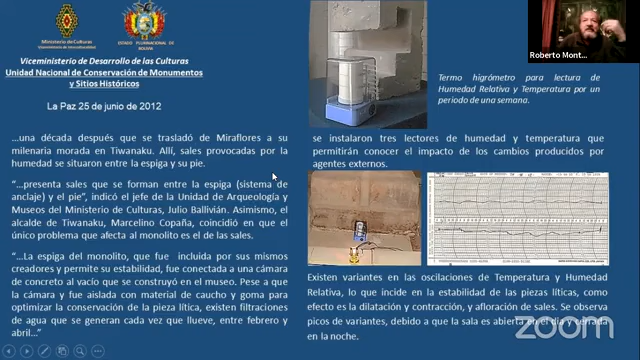 Ministerio de Culturas
ESTADO PLURINACIONAL DE
BOLIVIA
Viceministerio de Desarrollo de las Culturas
Unidad Nacional de Conservación de Monumentos
y Sitios Históricos
La Paz 25 de junio de 2012
...una década después que se trasladó de Miraflores a su
milenaria morada en Tiwanaku. Allí, sales provocadas por la
humedad se situaron entre la espiga y su pie.
“...presenta sales que se forman entre la espiga (sistema de
anclaje) y el pie”, indicó el jefe de la Unidad de Arqueología y
Museos del Ministerio de Culturas, Julio Ballivián. Asimismo, el
alcalde de Tiwanaku, Marcelino Copaña, coincidió en que el
único problema que afecta al monolito es el de las sales.
“...La espiga del monolito, que fue incluida por sus mismos
creadores y permite su estabilidad, fue conectada a una cámara
de concreto al vacío que se construyó en el museo. Pese a que
la cámara y fue aislada con material de caucho y goma para
optimizar la conservación de la pieza lítica, existen filtraciones
de agua que se generan cada vez que llueve, entre febrero y
abril...”
Termo higrómetro para lectura de
Humedad Relativa y Temperatura por un
periodo de una semana.
se instalaron tres lectores de humedad y temperatura que
permitirán conocer el impacto de los cambios producidos por
agentes externos.
Existen variantes en las oscilaciones de Temperatura y Humedad
Relativa, lo que incide en la estabilidad de las piezas líticas, como
efecto es la dilatación y contracción, y afloración de sales. Se observa
picos de variantes, debido a que la sala es abierta en el día y cerrada
en la noche.
Roberto Mont...
zoom